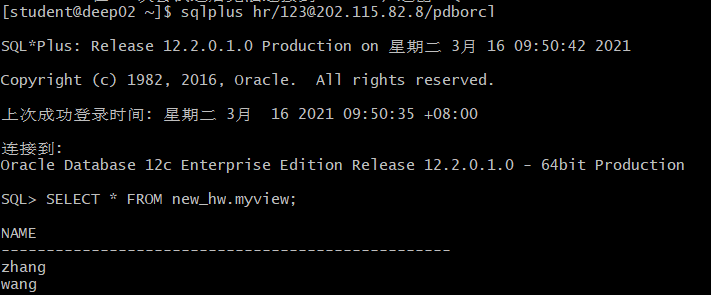 [student@deep02 ~]$ sqlplus hr/123@202.115.82.8/pdborcl
SQL*Plus: Release 12.2.0.1.0 Production on 星期二 3月 16 09:50:42 2021
Copyright (c) 1982, 2016, Oracle.  All rights reserved.
上次成功登录时间: 星期二 3月  16 2021 09:50:35 +08:00
连接到:
Oracle Database 12c Enterprise Edition Release 12.2.0.1.0 - 64bit Production
SQL> SELECT * FROM new_hw.myview;
NAME
--------------------------------------------------
zhang
wang